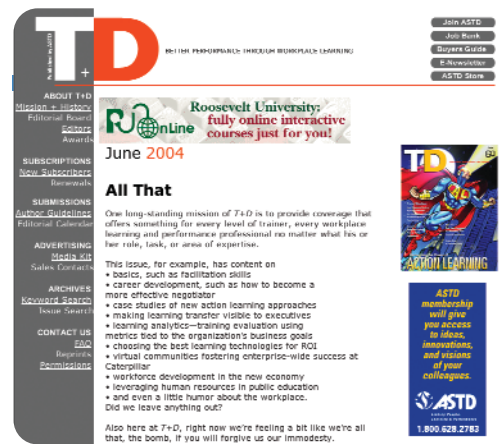 Published by ASTD
T+D
BETTER PERFORMANCE THROUGH WORKPLACE LEARNING
Join ASTD
Job Bank
Buyers Guide
E-Newsletter
ASTD Store
ABOUT T+D
Mission + History
Editorial Board
Editors
Awards
SUBSCRIPTIONS
New Subscribers
Renewals
SUBMISSIONS
Author Guidelines
Editorial Calendar
ADVERTISING
Media Kit
Sales Contacts
ARCHIVES
Keyword Search
Issue Search
CONTACT US
FAQ
Reprints
Permissions
RU OnLine
Roosevelt University:
fully online interactive
courses just for you!
June 2004
All That
One long-standing mission of T+D is to provide coverage that
offers something for every level of trainer, every workplace
learning and performance professional no matter what his or
her role, task, or area of expertise.
This issue, for example, has content on
• basics, such as facilitation skills
• career development, such as how to become a
more effective negotiator
• case studies of new action learning approaches
• making learning transfer visible to executives
• learning analytics—training evaluation using
metrics tied to the organization's business goals
• choosing the best learning technologies for ROI
• virtual communities fostering enterprise-wide success at
Caterpillar
• workforce development in the new economy
• leveraging human resources in public education
• and even a little humor about the workplace.
Did we leave anything out?
Also here at T+D, right now we're feeling a bit like we're all
that, the bomb, if you will forgive us our immodesty.
TD
ACTION LEARNING
ASTD
membership
will give
you access
to ideas,
innovations,
and visions
of your
colleagues.
ASTD
1.800.628.2783